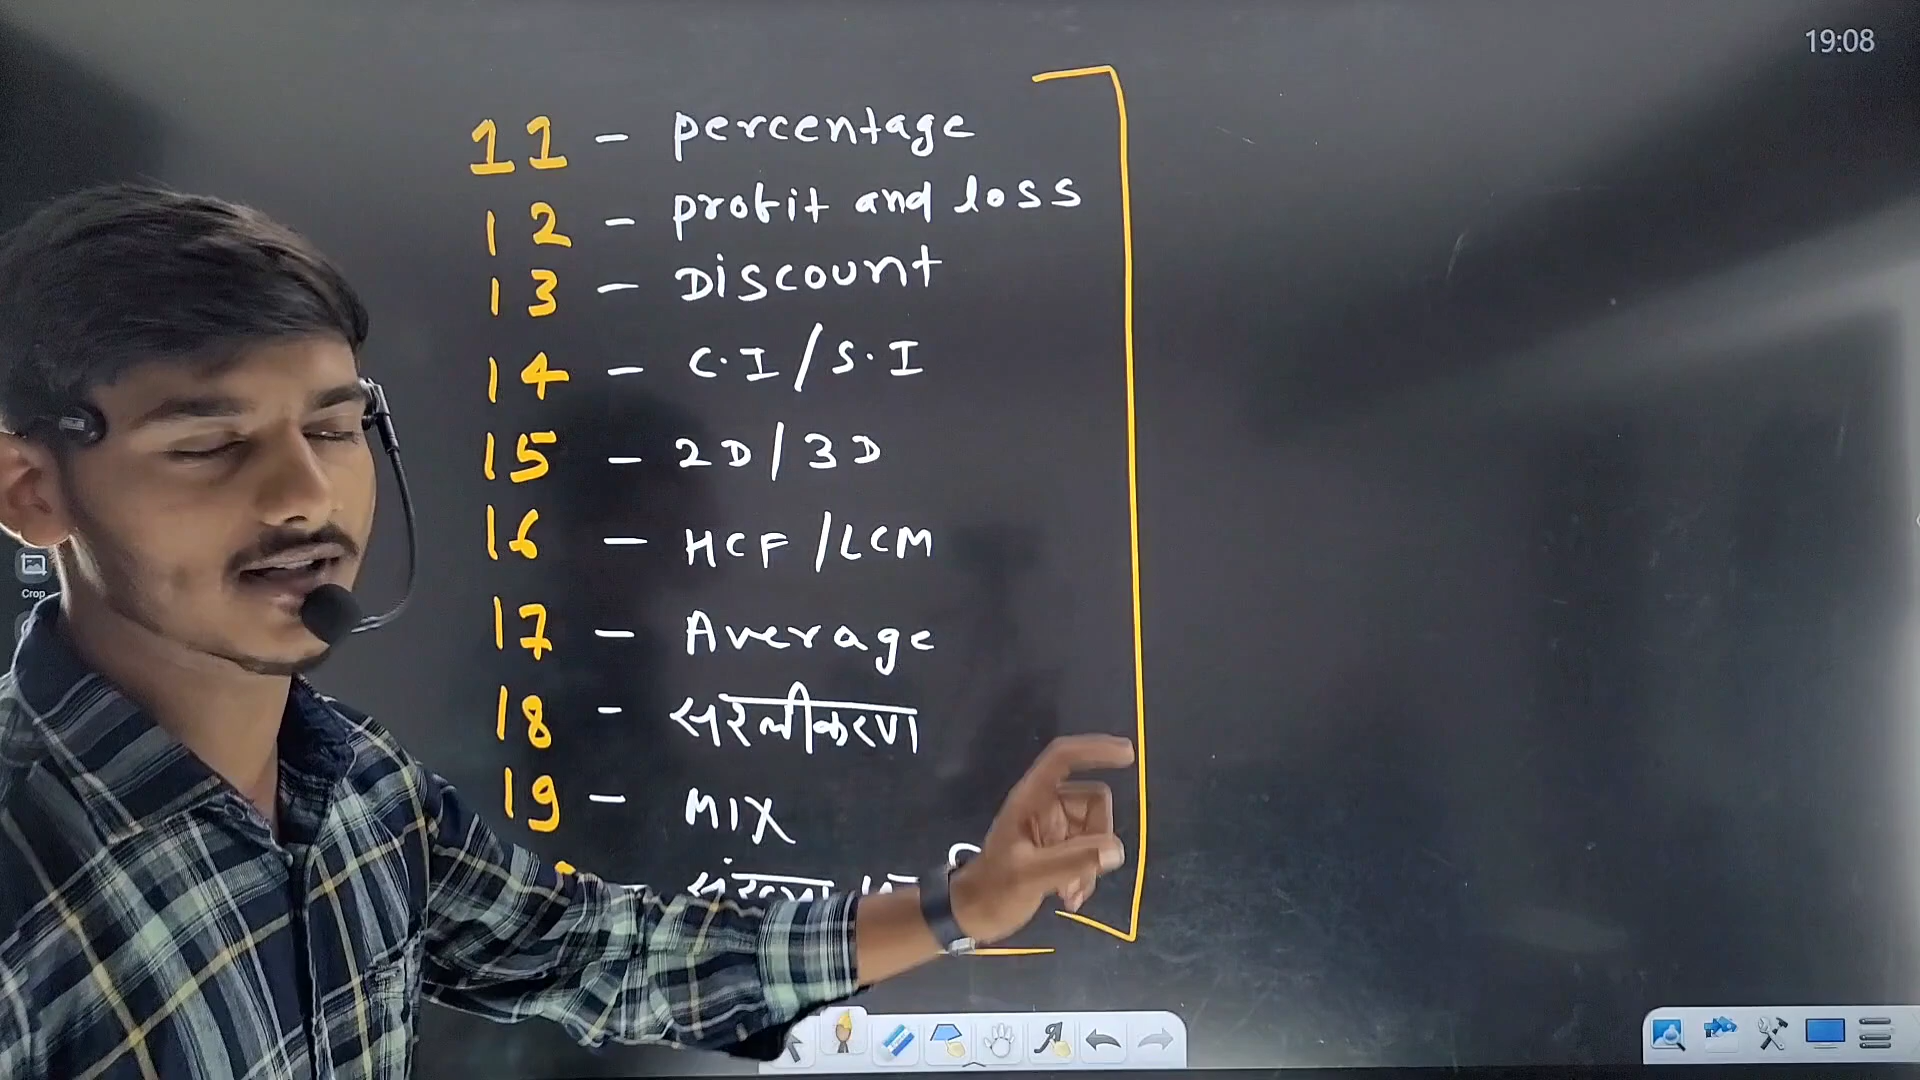 19:08
11 - percentage
12 - profit and loss
13 - Discount
14 - C.I/S.I
15 - 2D/3D
16 - HCF/LCM
17 - Average
18 - सरलीकरण
19 - MIX
संख्या
Crop